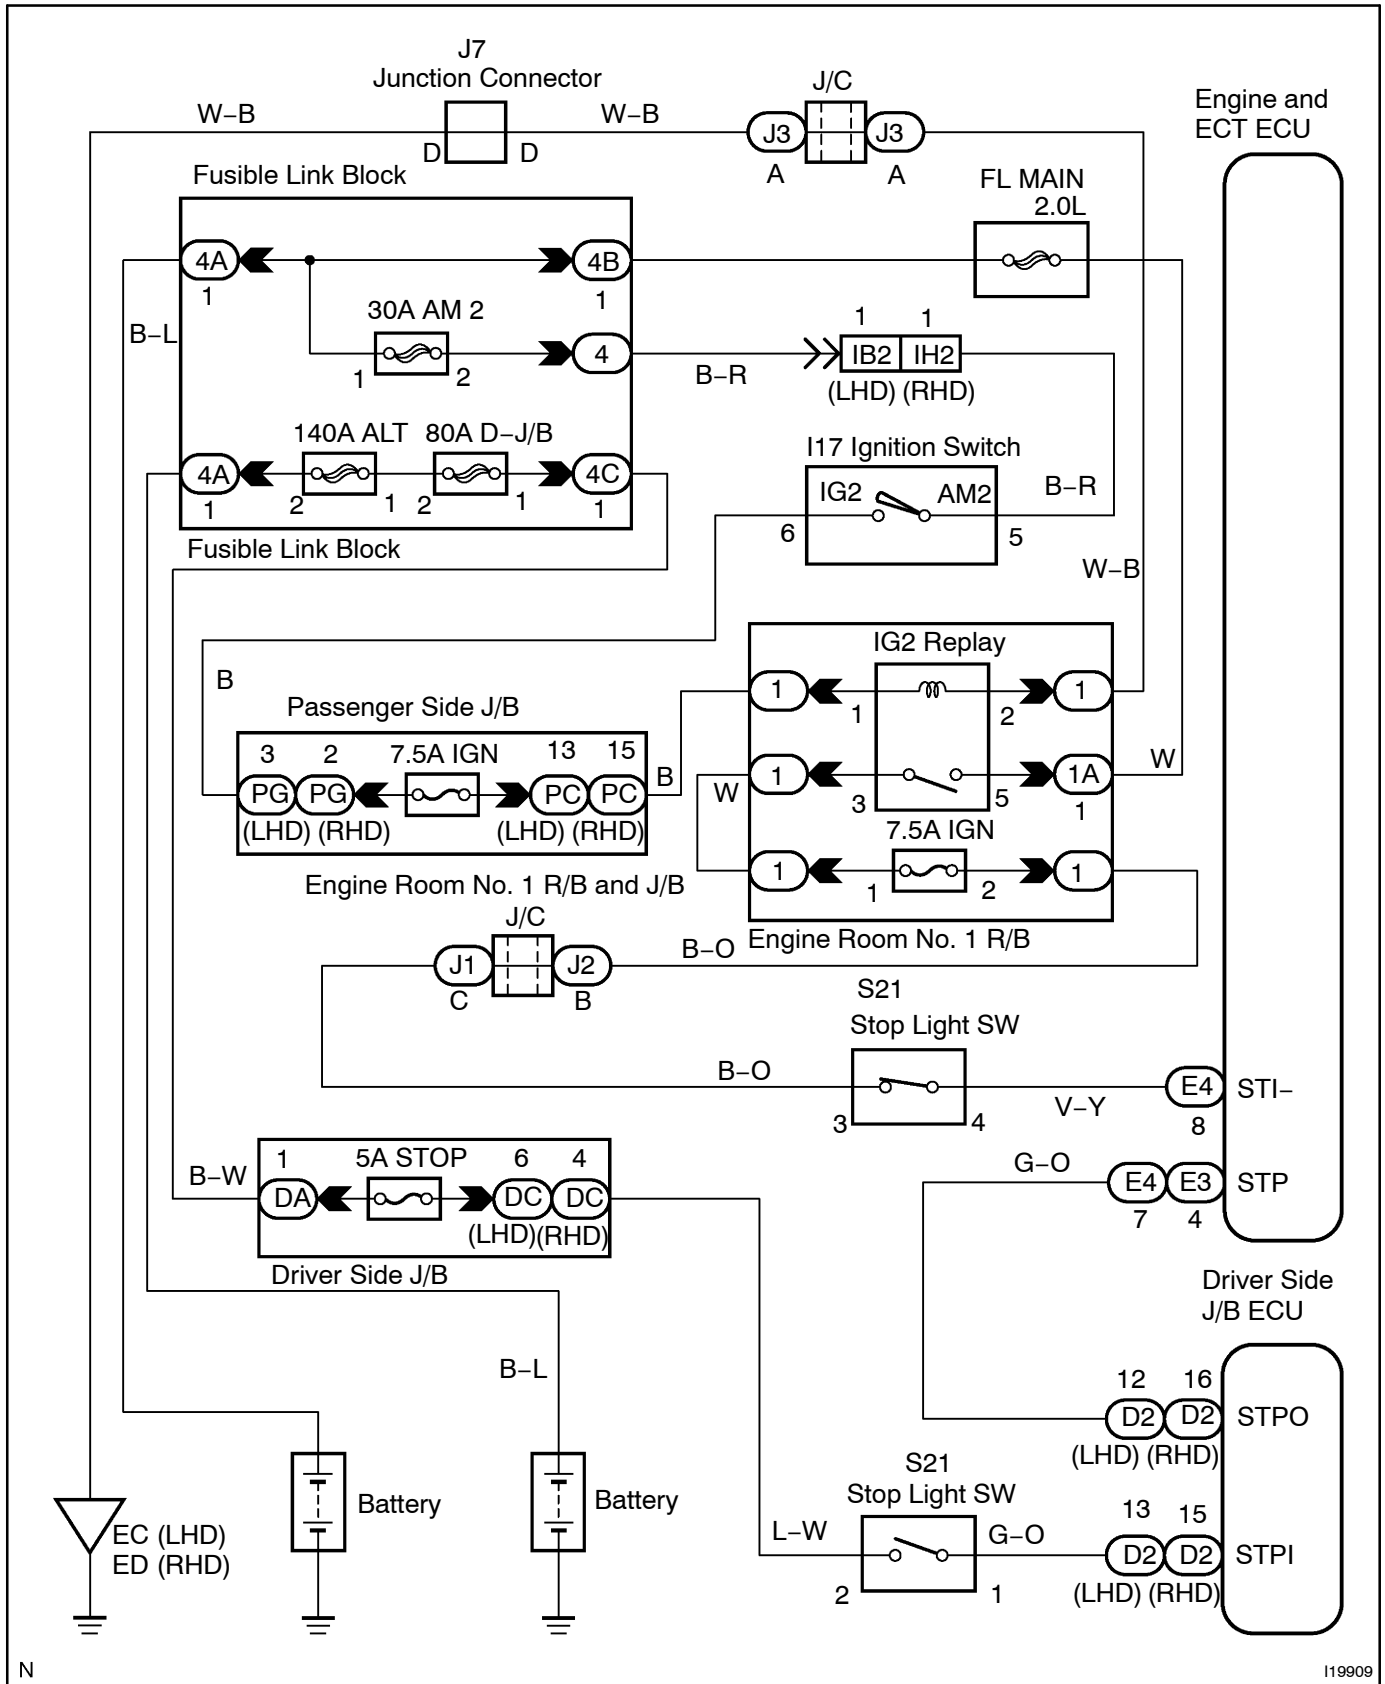 J7
Junction Connector
J/C
Engine and
ECT ECU
W–B
W–B
J3
J3
D
D
A
A
Fusible Link Block
FL MAIN
2.0L
4A
4B
1
1
B–L
30A AM 2
4
1
2
B–R
1
1
IB2
IH2
(LHD) (RHD)
140A ALT
80A D–J/B
4A
4C
1
2
1
2
1
1
I17 Ignition Switch
IG2
AM2
B–R
6
5
Fusible Link Block
W–B
IG2 Replay
B
1
1
1
2
Passenger Side J/B
3
2
7.5A IGN
13
15
B
PG
PG
PC
PC
(LHD) (RHD)
(LHD) (RHD)
W
1
1A
W
3
5
1
7.5A IGN
1
1
1
2
Engine Room No. 1 R/B and J/B
J/C
Engine Room No. 1 R/B
J1
J2
B–O
C
B
S21
Stop Light SW
B–O
3
4
V–Y
E4
STI–
8
G–O
E4
E3
STP
7
4
B–W
1
5A STOP
6
4
DA
DC
DC
(LHD)
(RHD)
Driver Side J/B
Driver Side
J/B ECU
B–L
12
16
D2
D2
STPO
(LHD) (RHD)
Battery
Battery
S21
Stop Light SW
L–W
G–O
13
15
D2
D2
STPI
2
1
(LHD) (RHD)
EC (LHD)
ED (RHD)
N
I19909